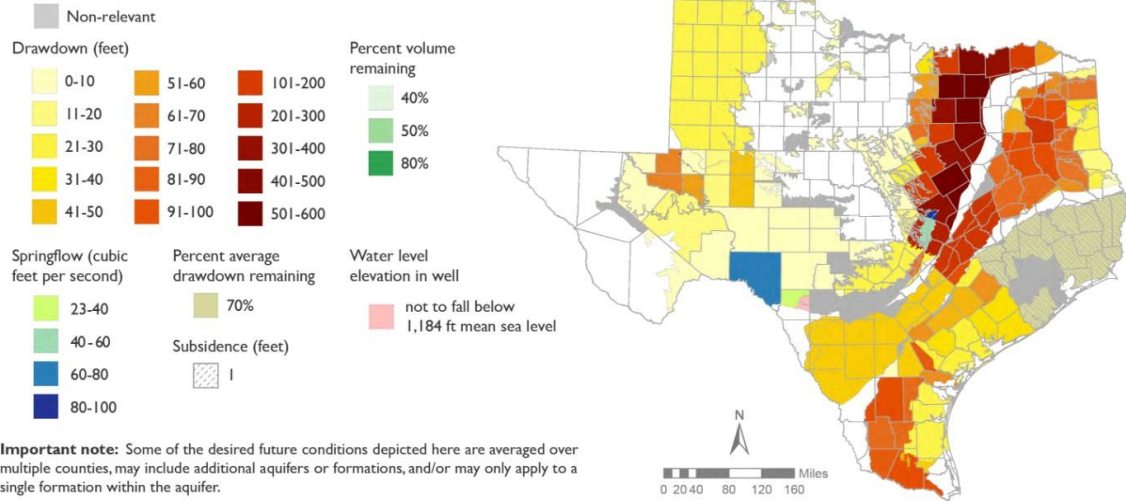 Non-relevant
Drawdown (feet)
0-10
11-20
21-30
31-40
41-50
51-60
61-70
71-80
81-90
91-100
101-200
201-300
301-400
401-500
501-600
Percent volume
remaining
40%
50%
80%
Springflow (cubic
feet per second)
23-40
40-60
60-80
80-100
Percent average
drawdown remaining
70%
Subsidence (feet)
1
Water level
elevation in well
not to fall below
1,184 ft mean sea level
Important note: Some of the desired future conditions depicted here are averaged over
multiple counties, may include additional aquifers or formations, and/or may only apply to a
single formation within the aquifer.
N
Miles
0 20 40 80 120 160